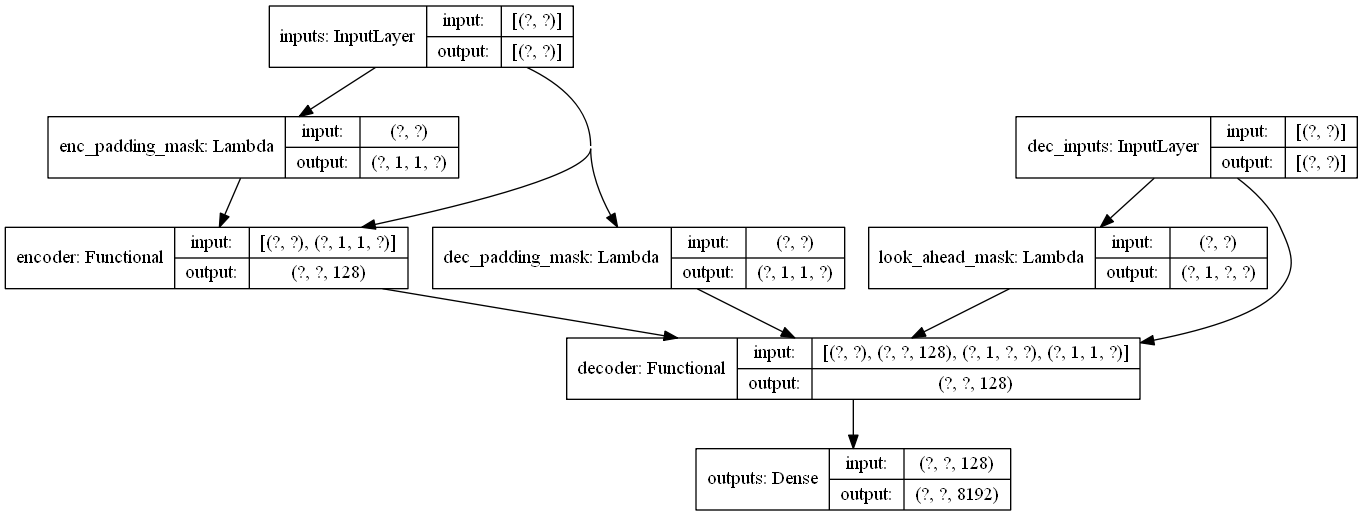 inputs: InputLayer
input: [(?, ?)]
output: [(?, ?)]
enc_padding_mask: Lambda
input: (?, ?)
output: (?, 1, 1, ?)
dec_inputs: InputLayer
input: [(?, ?)]
output: [(?, ?)]
encoder: Functional
input: [(?, ?), (?, 1, 1, ?)]
output: (?, ?, 128)
dec_padding_mask: Lambda
input: (?, ?)
output: (?, 1, 1, ?)
look_ahead_mask: Lambda
input: (?, ?)
output: (?, 1, ?, ?)
decoder: Functional
input: [(?, ?), (?, ?, 128), (?, 1, ?, ?), (?, 1, 1, ?)]
output: (?, ?, 128)
outputs: Dense
input: (?, ?, 128)
output: (?, ?, 8192)